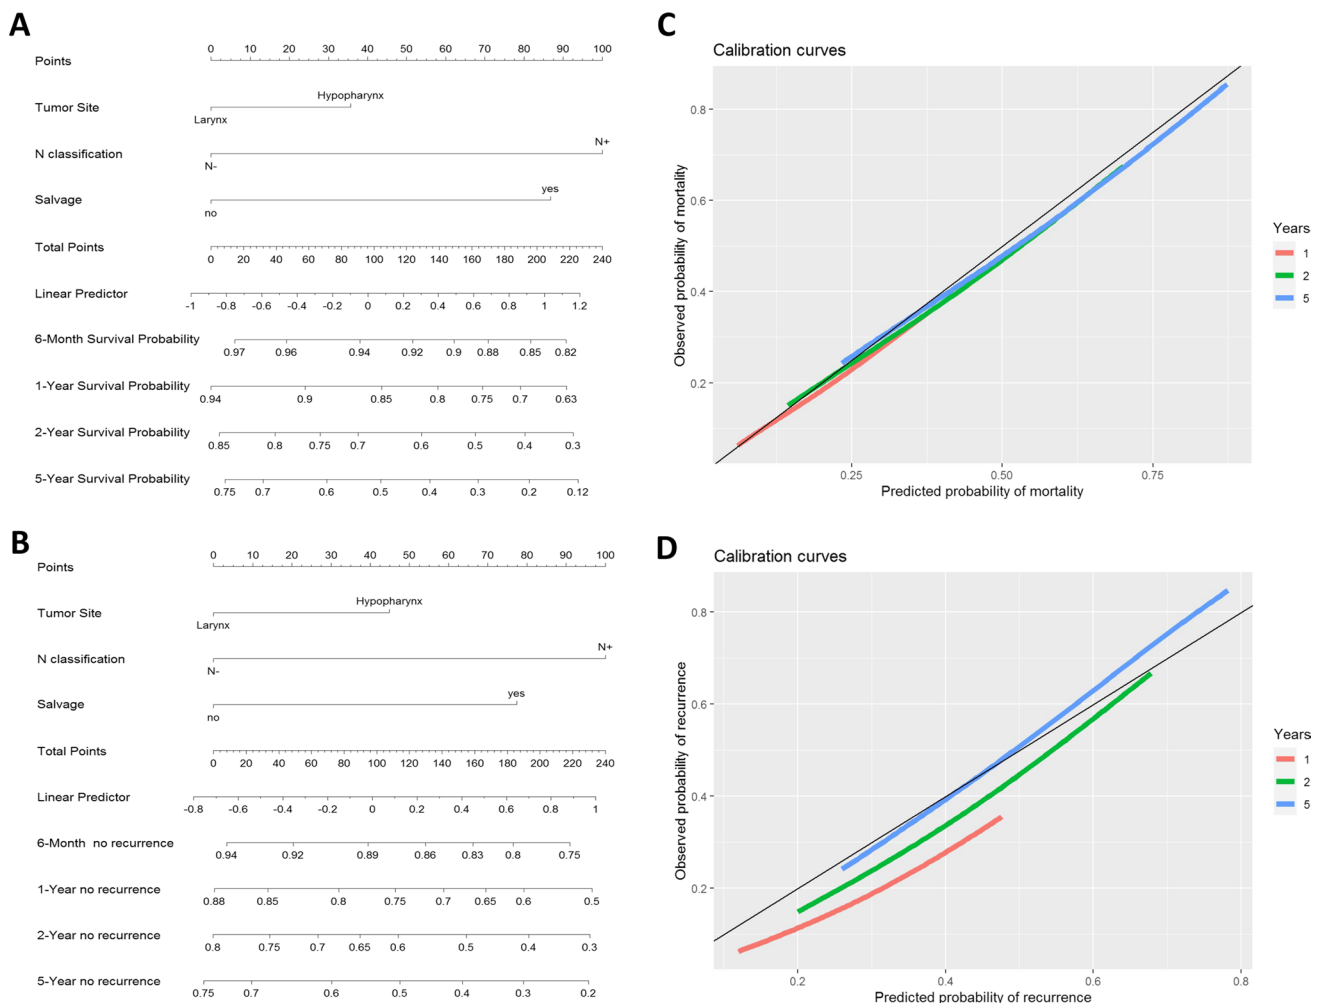 A
Points
0 10 20 30 40 50 60 70 80 90 100
Tumor Site
Hypopharynx
Larynx
N classification
N+
N-
Salvage
yes
no
Total Points
0 20 40 60 80 100 120 140 160 180 200 220 240
Linear Predictor
-1 -0.8 -0.6 -0.4 -0.2 0 0.2 0.4 0.6 0.8 1 1.2
6-Month Survival Probability
0.97 0.96 0.94 0.92 0.9 0.88 0.85 0.82
1-Year Survival Probability
0.94 0.9 0.85 0.8 0.75 0.7 0.63
2-Year Survival Probability
0.85 0.8 0.75 0.7 0.6 0.5 0.4 0.3
5-Year Survival Probability
0.75 0.7 0.6 0.5 0.4 0.3 0.2 0.12
C
Calibration curves
Observed probability of mortality
0.8
0.6
0.4
0.2
0.25 0.50 0.75
Predicted probability of mortality
Years
1
2
5
B
Points
0 10 20 30 40 50 60 70 80 90 100
Tumor Site
Hypopharynx
Larynx
N classification
N+
N-
Salvage
yes
no
Total Points
0 20 40 60 80 100 120 140 160 180 200 220 240
Linear Predictor
-0.8 -0.6 -0.4 -0.2 0 0.2 0.4 0.6 0.8 1
6-Month no recurrence
0.94 0.92 0.89 0.86 0.83 0.8 0.75
1-Year no recurrence
0.88 0.85 0.8 0.75 0.7 0.65 0.6 0.5
2-Year no recurrence
0.8 0.75 0.7 0.65 0.6 0.5 0.4 0.3
5-Year no recurrence
0.75 0.7 0.6 0.5 0.4 0.3 0.2
D
Calibration curves
Observed probability of recurrence
0.8
0.6
0.4
0.2
0.2 0.4 0.6 0.8
Predicted probability of recurrence
Years
1
2
5